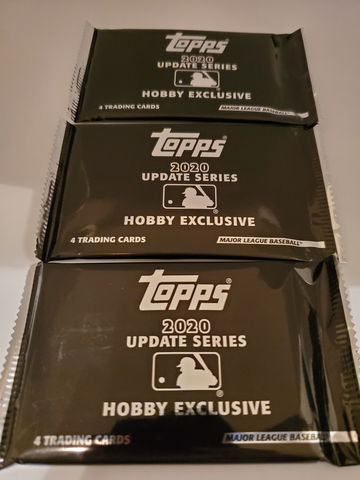 Topps®
2020
UPDATE SERIES
HOBBY EXCLUSIVE
4 TRADING CARDS
MAJOR LEAGUE BASEBALL
Topps®
2020
UPDATE SERIES
HOBBY EXCLUSIVE
4 TRADING CARDS
MAJOR LEAGUE BASEBALL
Topps®
2020
UPDATE SERIES
HOBBY EXCLUSIVE
4 TRADING CARDS
MAJOR LEAGUE BASEBALL